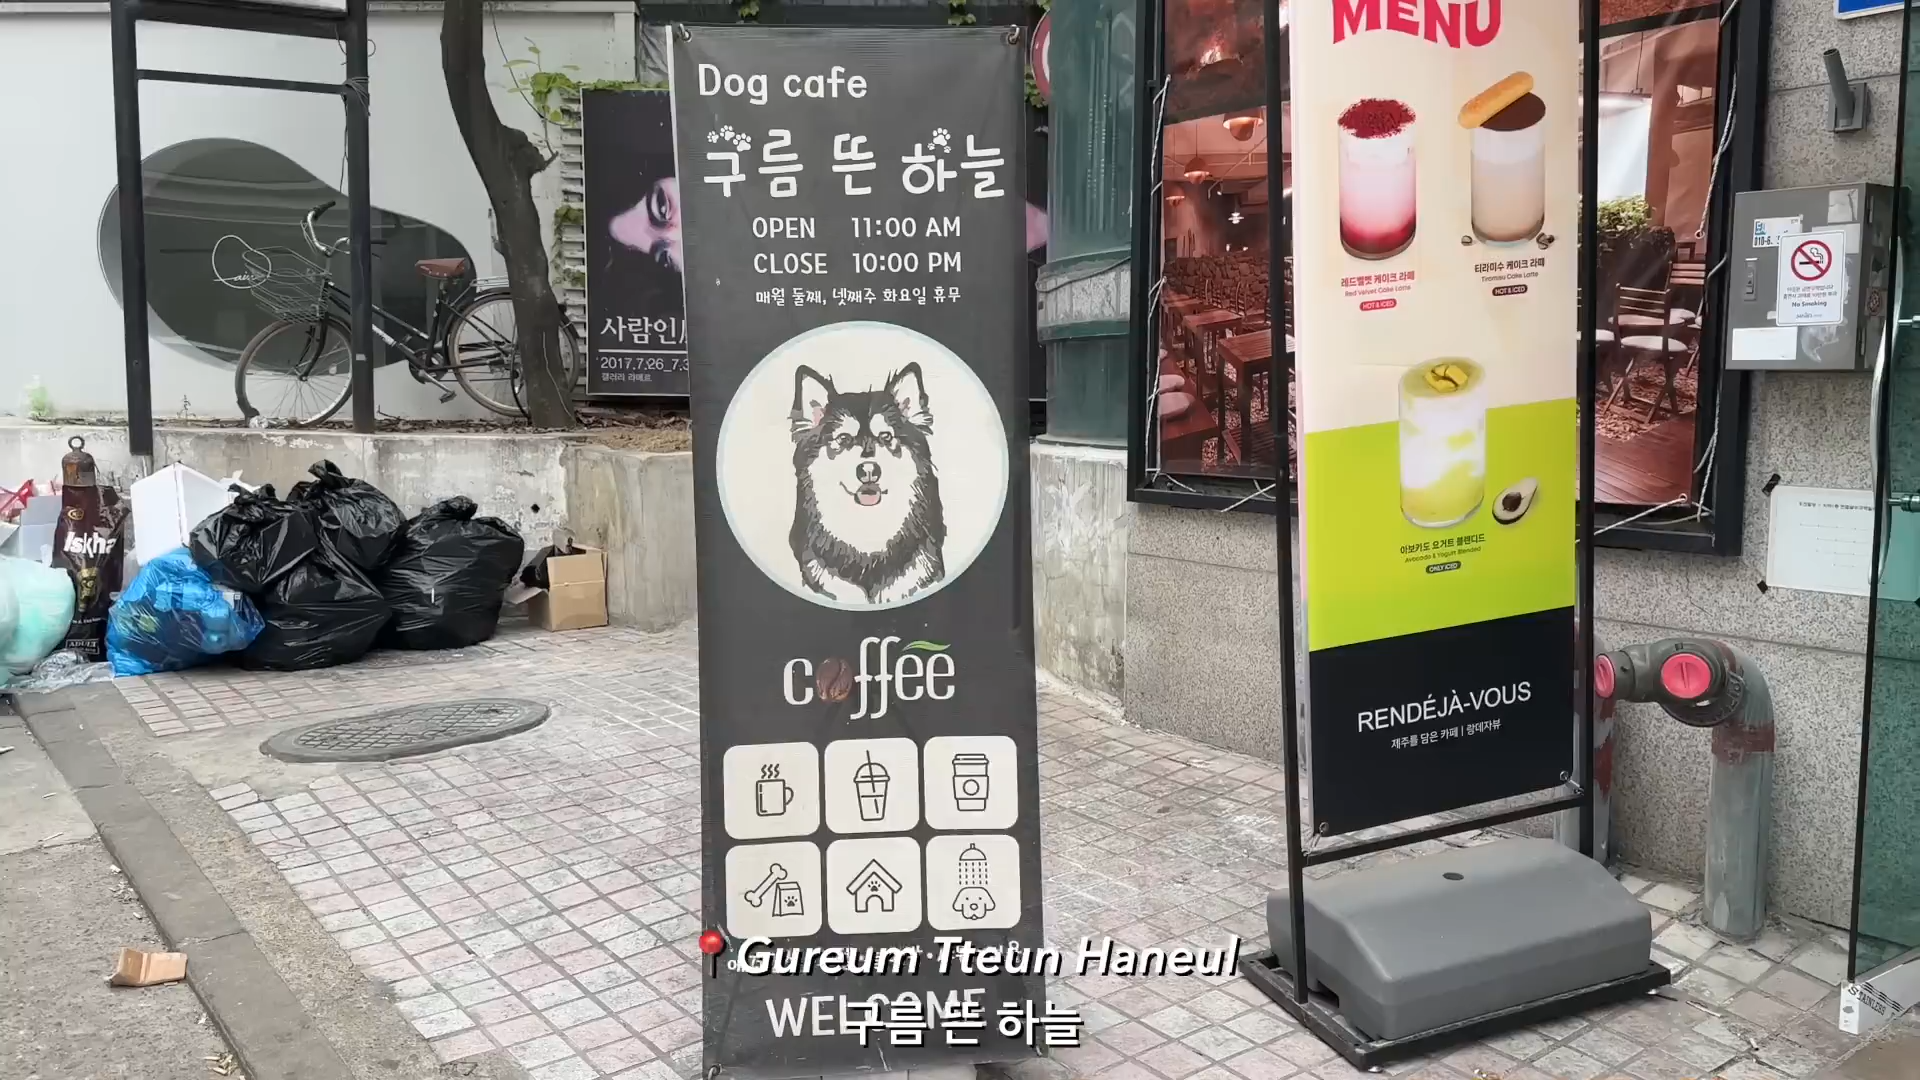 Dog cafe
구름 뜬 하늘
OPEN 11:00 AM
CLOSE 10:00 PM
매월 둘째, 넷째주 화요일 휴무
coffee
WELCOME
Gureum Tteun Haneul
구름 뜬 하늘
MENU
레드벨벳 케이크 라떼
Red Velvet Cake Latte
HOT & ICED
티라미수 케이크 라떼
Tiramisu Cake Latte
HOT & ICED
아보카도 요거트 블렌디드
Avocado & Yogurt Blended
ONLY ICED
RENDÉJÀ-VOUS
제주를 담은 카페 | 랑데자뷰
사람인
2017.7.26_7.3
갤러리 라메르
Iskha
ADULT
No Smoking
STAINLESS